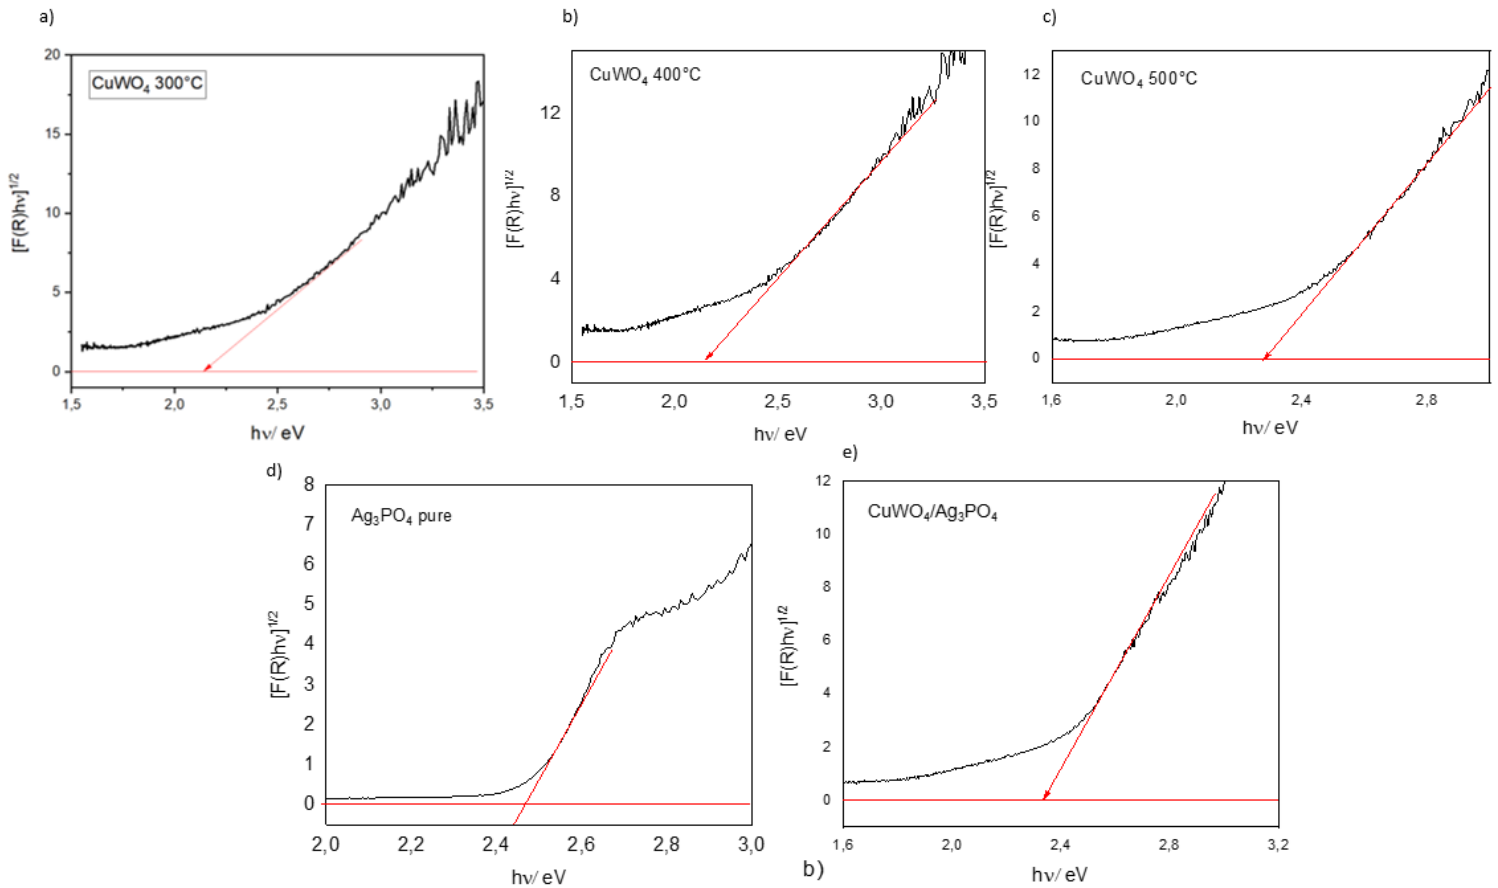 a)
b)
c)
CuWO4 300°C
[F(R)hν]1/2
20
15
10
5
0
1,5 2,0 2,5 3,0 3,5
hν/ eV
CuWO4 400°C
[F(R)hν]1/2
12
8
4
0
1,5 2,0 2,5 3,0 3,5
hν/ eV
CuWO4 500°C
[F(R)hν]1/2
12
10
8
6
4
2
0
1,6 2,0 2,4 2,8
hν/ eV
d)
e)
Ag3PO4 pure
[F(R)hν]1/2
8
7
6
5
4
3
2
1
0
2,0 2,2 2,4 2,6 2,8 3,0
hν/ eV
CuWO4/Ag3PO4
[F(R)hν]1/2
12
10
8
6
4
2
0
1,6 2,0 2,4 2,8 3,2
b)
hν/ eV